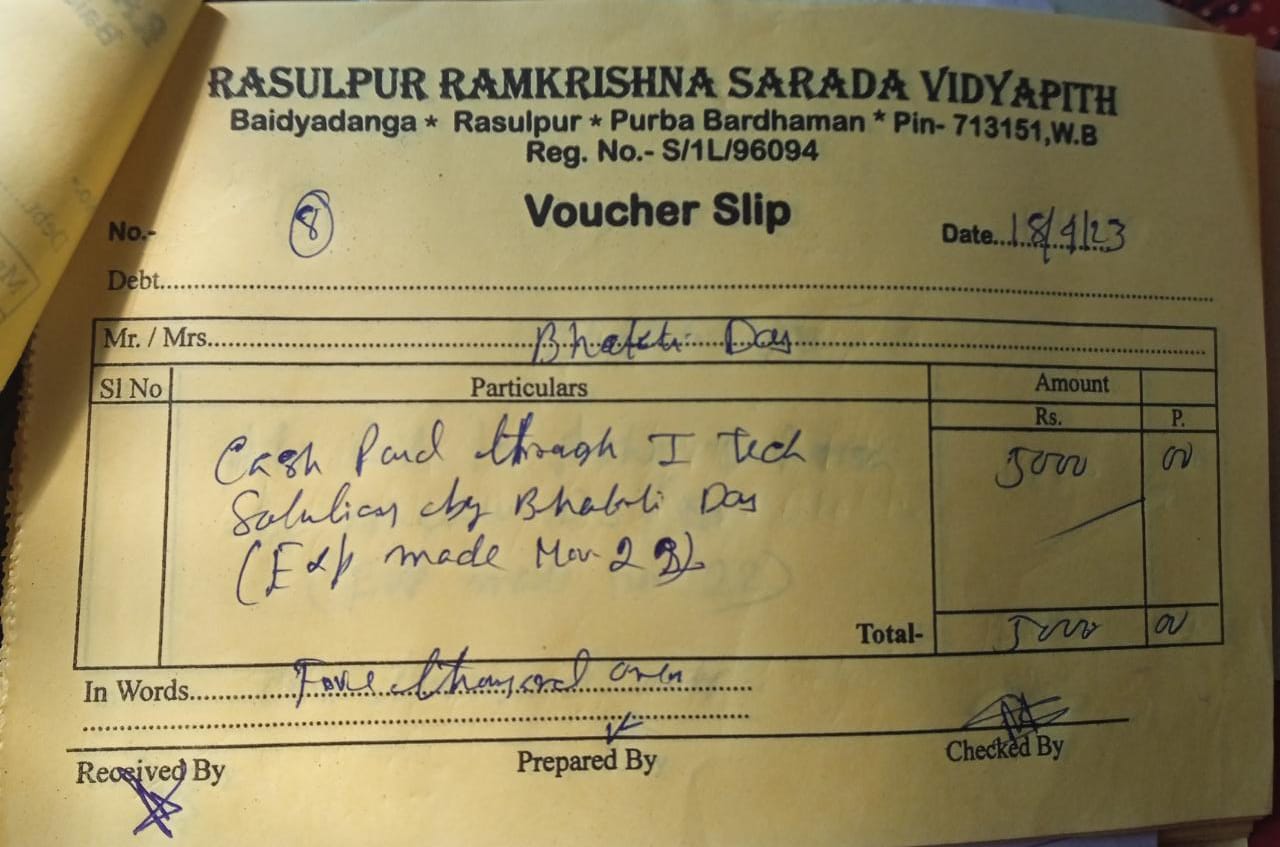 RASULPUR RAMKRISHNA SARADA VIDYAPITH
Baidyadanga * Rasulpur * Purba Bardhaman * Pin- 713151,W.B
Reg. No.- S/1L/96094
Voucher Slip
No.- 8
Date...18/4/23
Debt.
Mr. / Mrs. Bhakti Das
Sl No Particulars Amount
Rs. P.
Cash Paid through I Tech 5000 00
Solution by Bhakti Das
(Exp made Mar 23)
Total- 5000 00
In Words. Five thousand only
Received By Prepared By Checked By